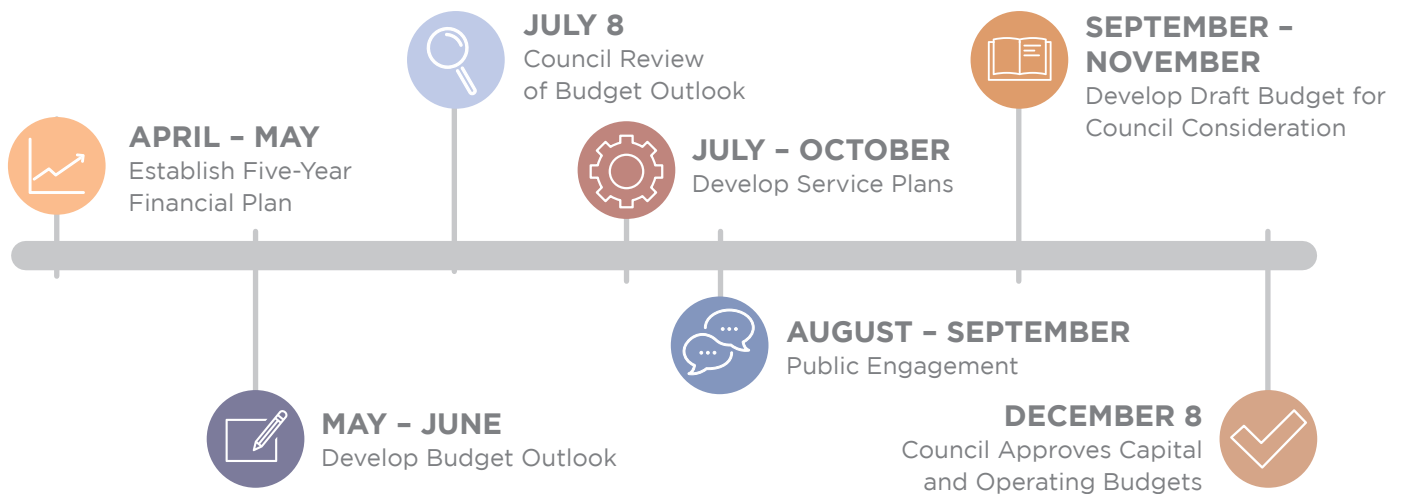 APRIL – MAY
Establish Five-Year
Financial Plan
MAY – JUNE
Develop Budget Outlook
JULY 8
Council Review
of Budget Outlook
JULY – OCTOBER
Develop Service Plans
AUGUST – SEPTEMBER
Public Engagement
SEPTEMBER –
NOVEMBER
Develop Draft Budget for
Council Consideration
DECEMBER 8
Council Approves Capital
and Operating Budgets